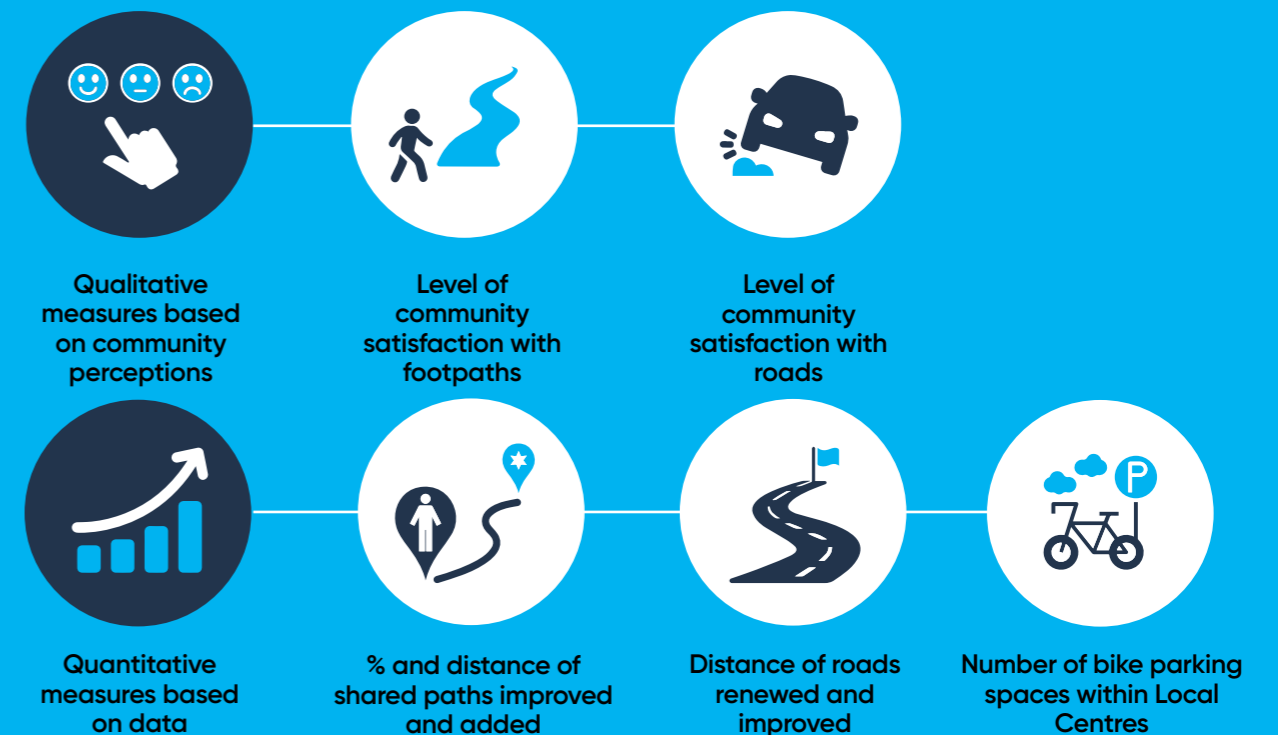 Qualitative
measures based
on community
perceptions
Level of
community
satisfaction with
footpaths
Level of
community
satisfaction with
roads
P
Quantitative
measures based
on data
% and distance of
shared paths improved
and added
Distance of roads
renewed and
improved
Number of bike parking
spaces within Local
Centres